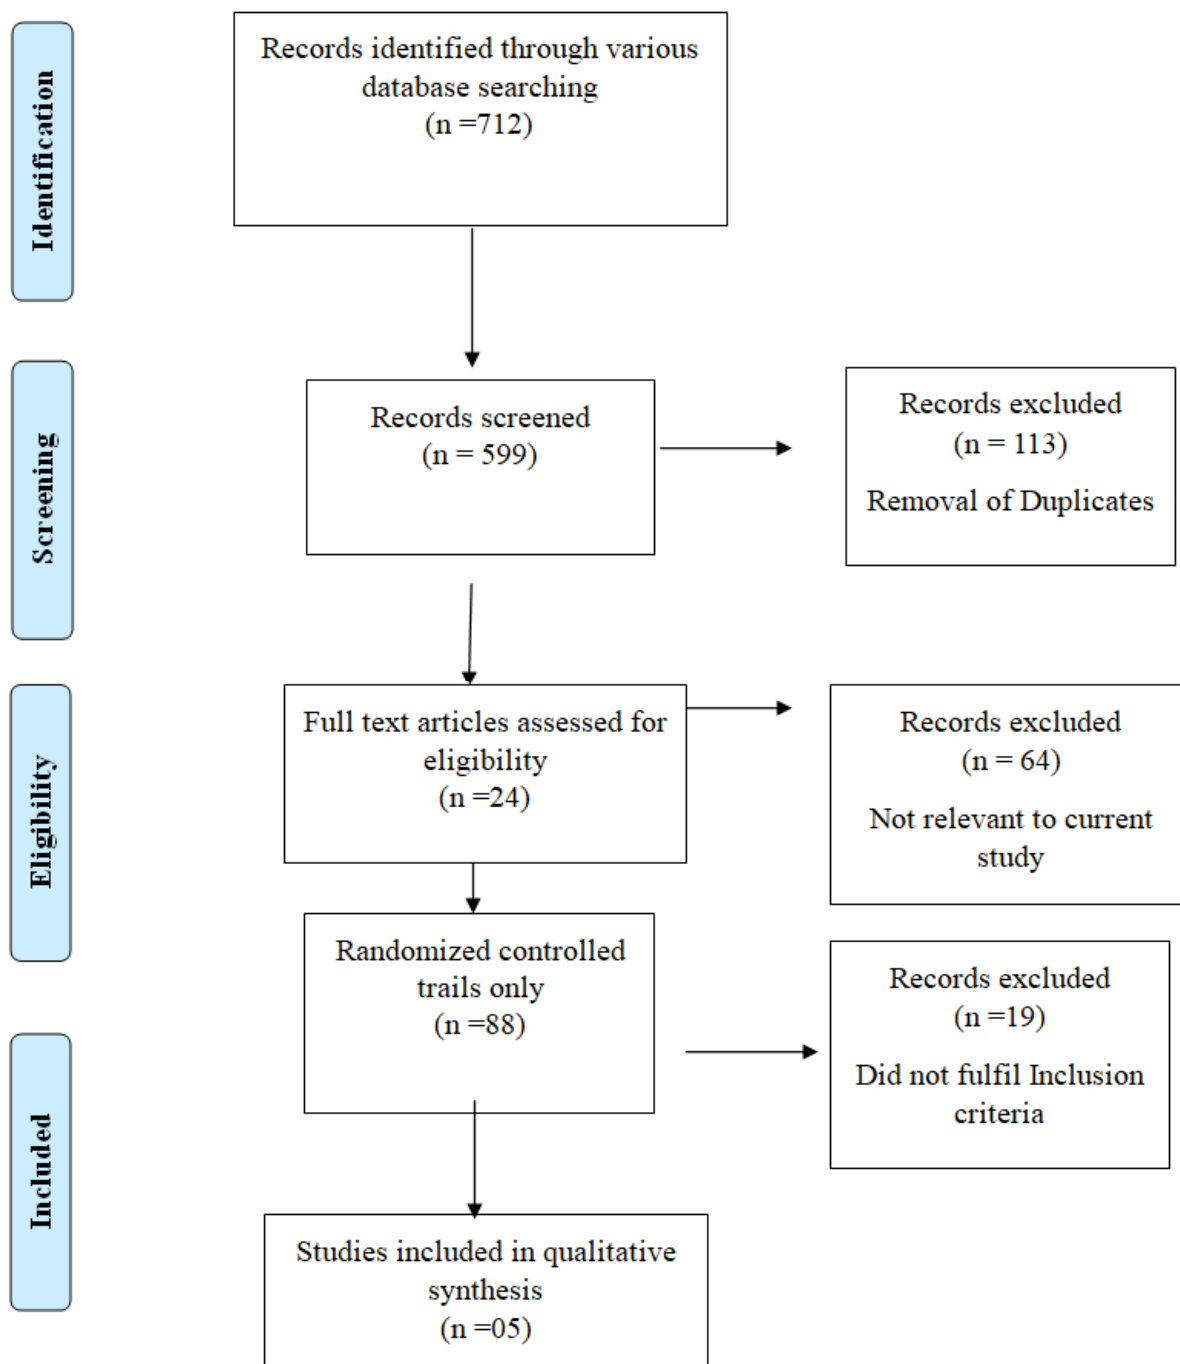 Identification
Records identified through various
database searching
(n =712)
Screening
Records screened
(n = 599)
Records excluded
(n = 113)
Removal of Duplicates
Eligibility
Full text articles assessed for
eligibility
(n =24)
Records excluded
(n = 64)
Not relevant to current
study
Randomized controlled
trails only
(n =88)
Records excluded
(n =19)
Did not fulfil Inclusion
criteria
Included
Studies included in qualitative
synthesis
(n =05)